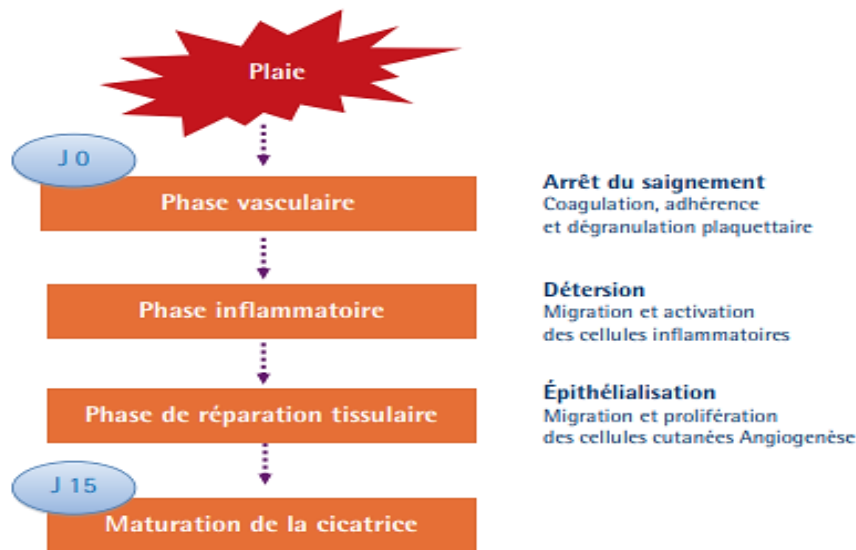 Plaie
J 0
Phase vasculaire
Arrêt du saignement
Coagulation, adhérence
et dégranulation plaquettaire
Phase inflammatoire
Détersion
Migration et activation
des cellules inflammatoires
Phase de réparation tissulaire
Épithélialisation
Migration et prolifération
des cellules cutanées Angiogenèse
J 15
Maturation de la cicatrice